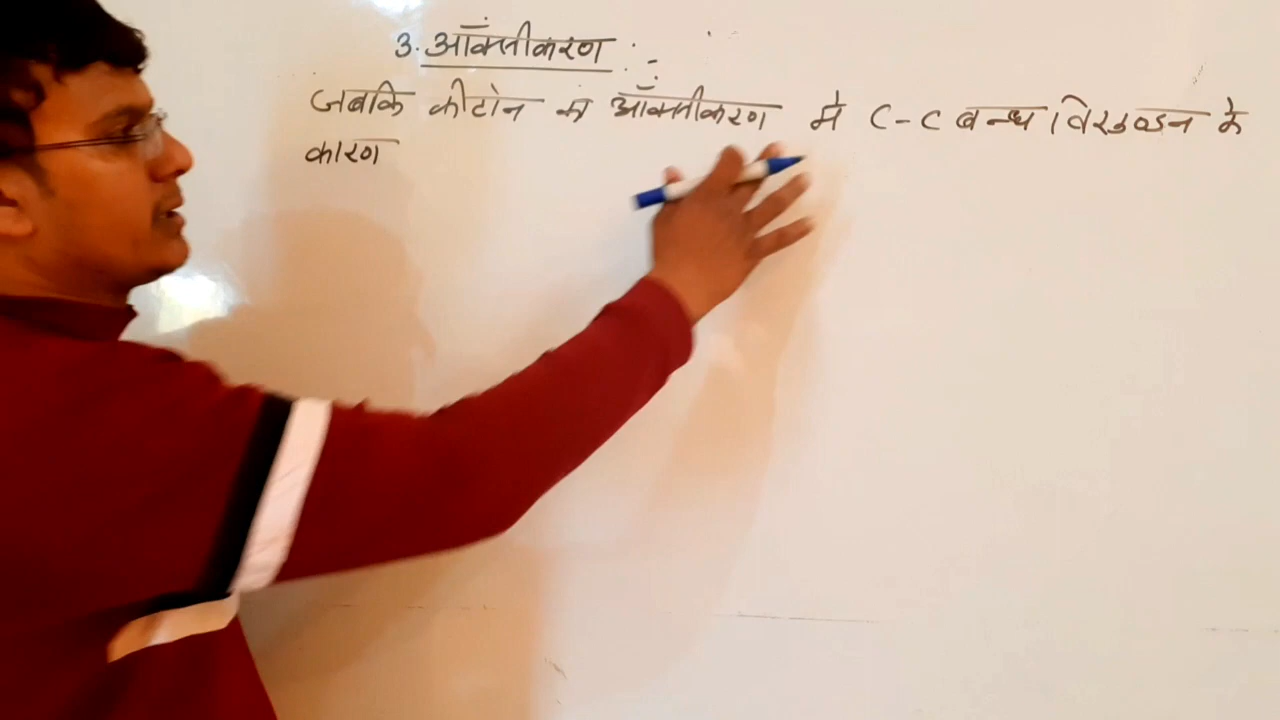 3. ऑक्सीकरण :-
जबकि कीटोन के ऑक्सीकरण में C-C बन्ध विखण्डन के
कारण